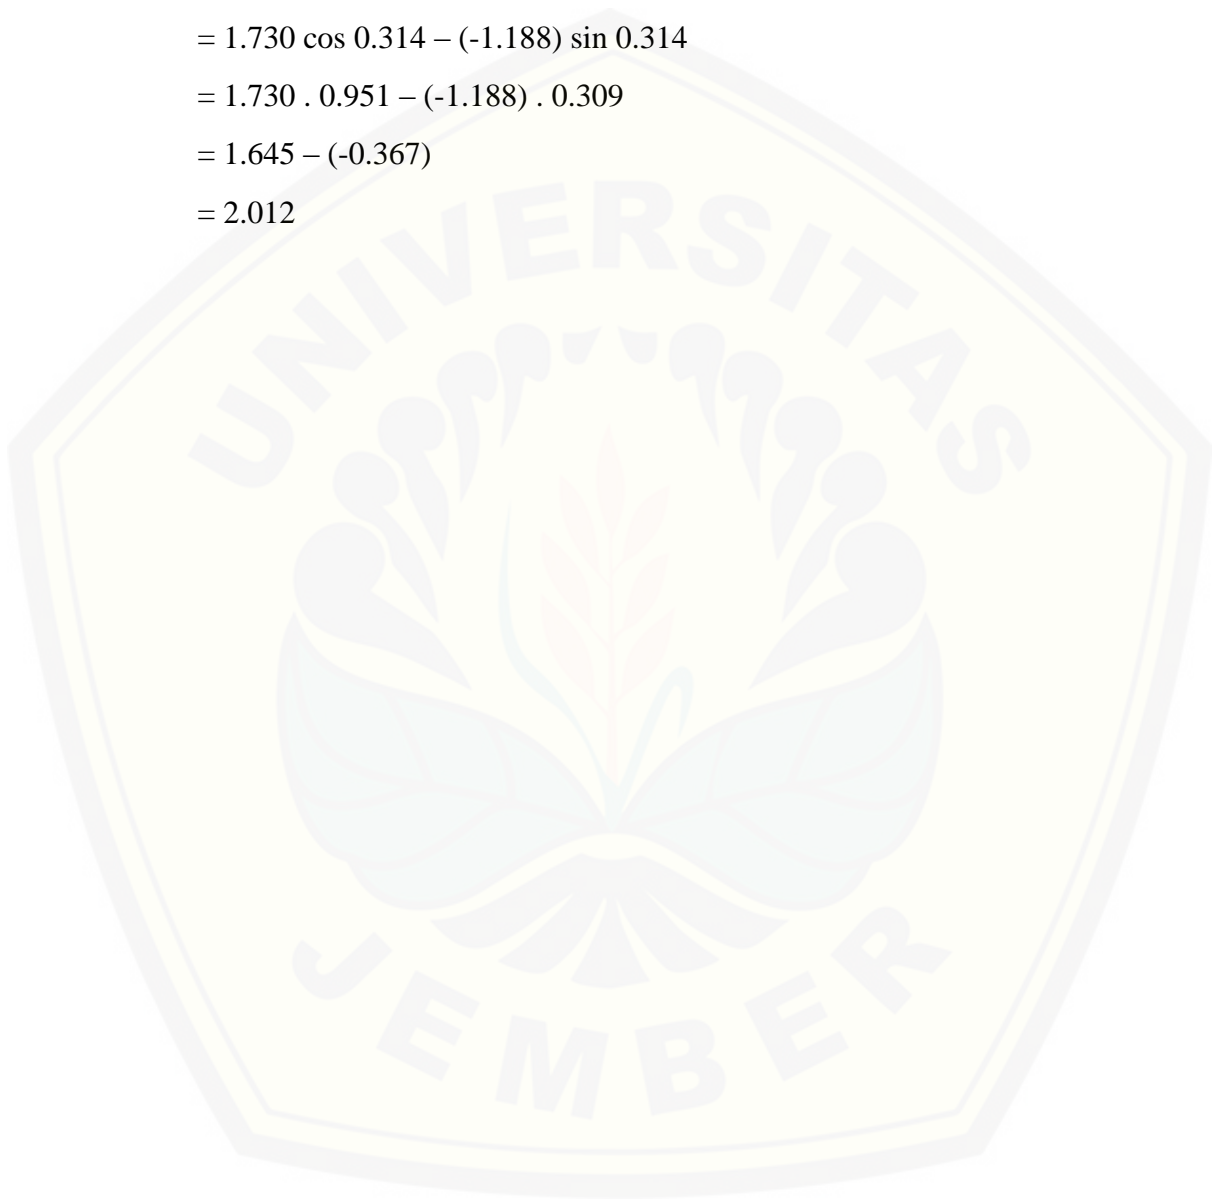 = 1.730 cos 0.314 – (-1.188) sin 0.314
= 1.730 . 0.951 – (-1.188) . 0.309
= 1.645 – (-0.367)
= 2.012
UNIVERSITAS
JEMBER